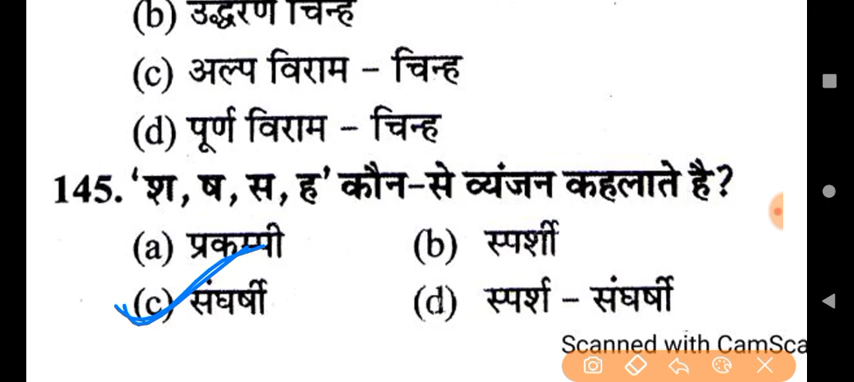 (b) उद्धरण चिन्ह
(c) अल्प विराम – चिन्ह
(d) पूर्ण विराम – चिन्ह
145. ‘श, ष, स, ह’ कौन-से व्यंजन कहलाते है?
(a) प्रकम्पी (b) स्पर्शी
(c) संघर्षी (d) स्पर्श – संघर्षी
Scanned with CamSca